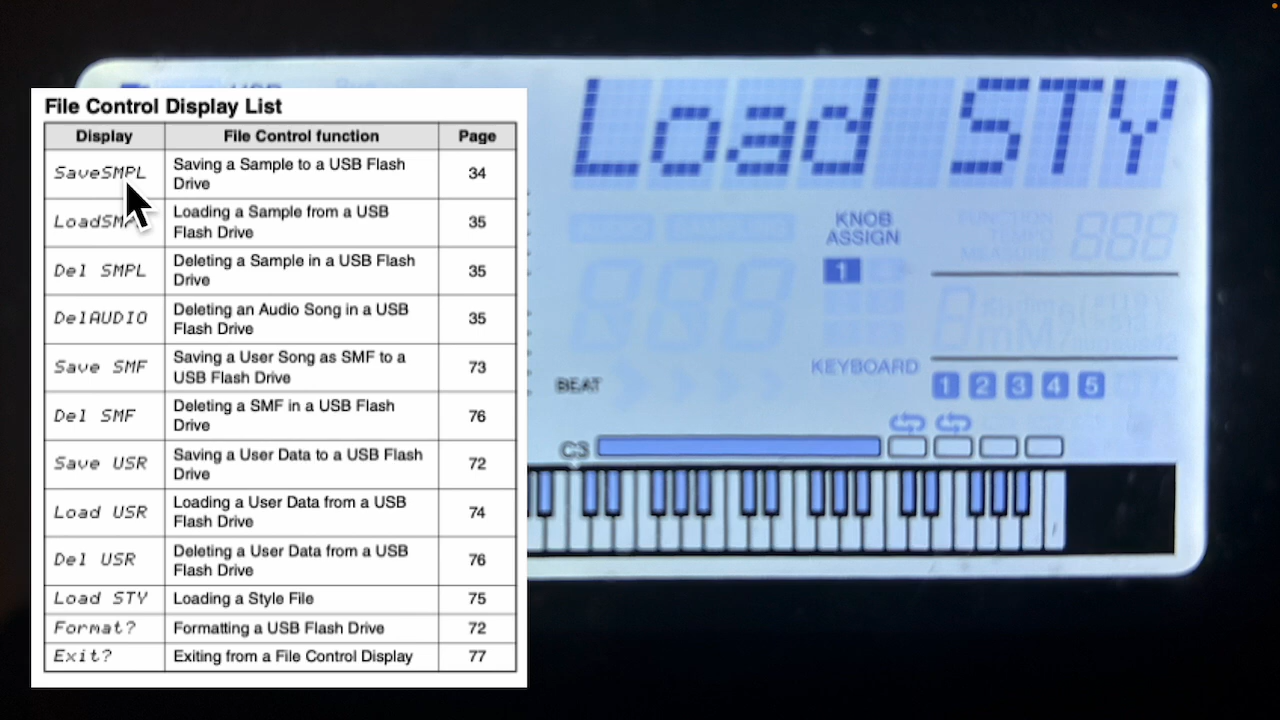 File Control Display List
Display File Control function Page
SaveSMPL Saving a Sample to a USB Flash Drive 34
Loading a Sample from a USB Flash Drive 35
Del SMPL Deleting a Sample in a USB Flash Drive 35
DelAUDIO Deleting an Audio Song in a USB Flash Drive 35
Save SMF Saving a User Song as SMF to a USB Flash Drive 73
Del SMF Deleting a SMF in a USB Flash Drive 76
Save USR Saving a User Data to a USB Flash Drive 72
Load USR Loading a User Data from a USB Flash Drive 74
Del USR Deleting a User Data from a USB Flash Drive 76
Load STY Loading a Style File 75
Format? Formatting a USB Flash Drive 72
Exit? Exiting from a File Control Display 77
Load STY
KNOB
ASSIGN
1
FUNCTION
TEMPO
MEASURE
888
888
KEYBOARD
BEAT
1 2 3 4 5
C3